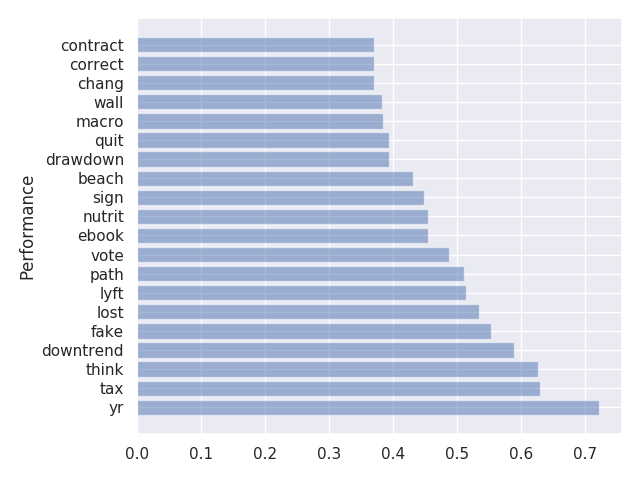 contract
correct
chang
wall
macro
quit
drawdown
beach
sign
nutrit
ebook
vote
path
lyft
lost
fake
downtrend
think
tax
yr
Performance
0.0 0.1 0.2 0.3 0.4 0.5 0.6 0.7